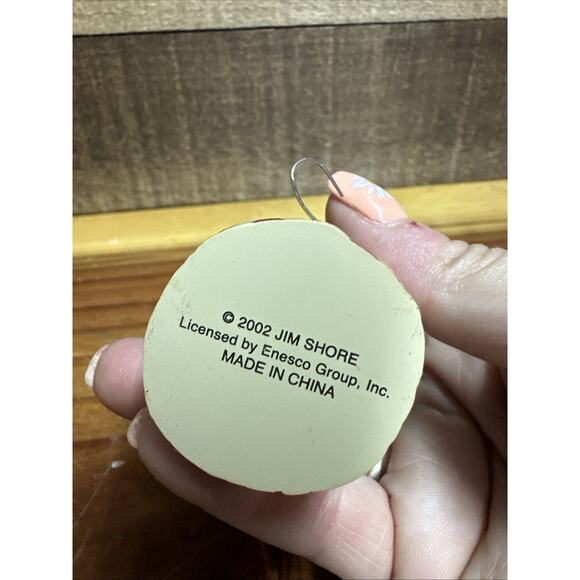 © 2002 JIM SHORE
Licensed by Enesco Group, Inc.
MADE IN CHINA